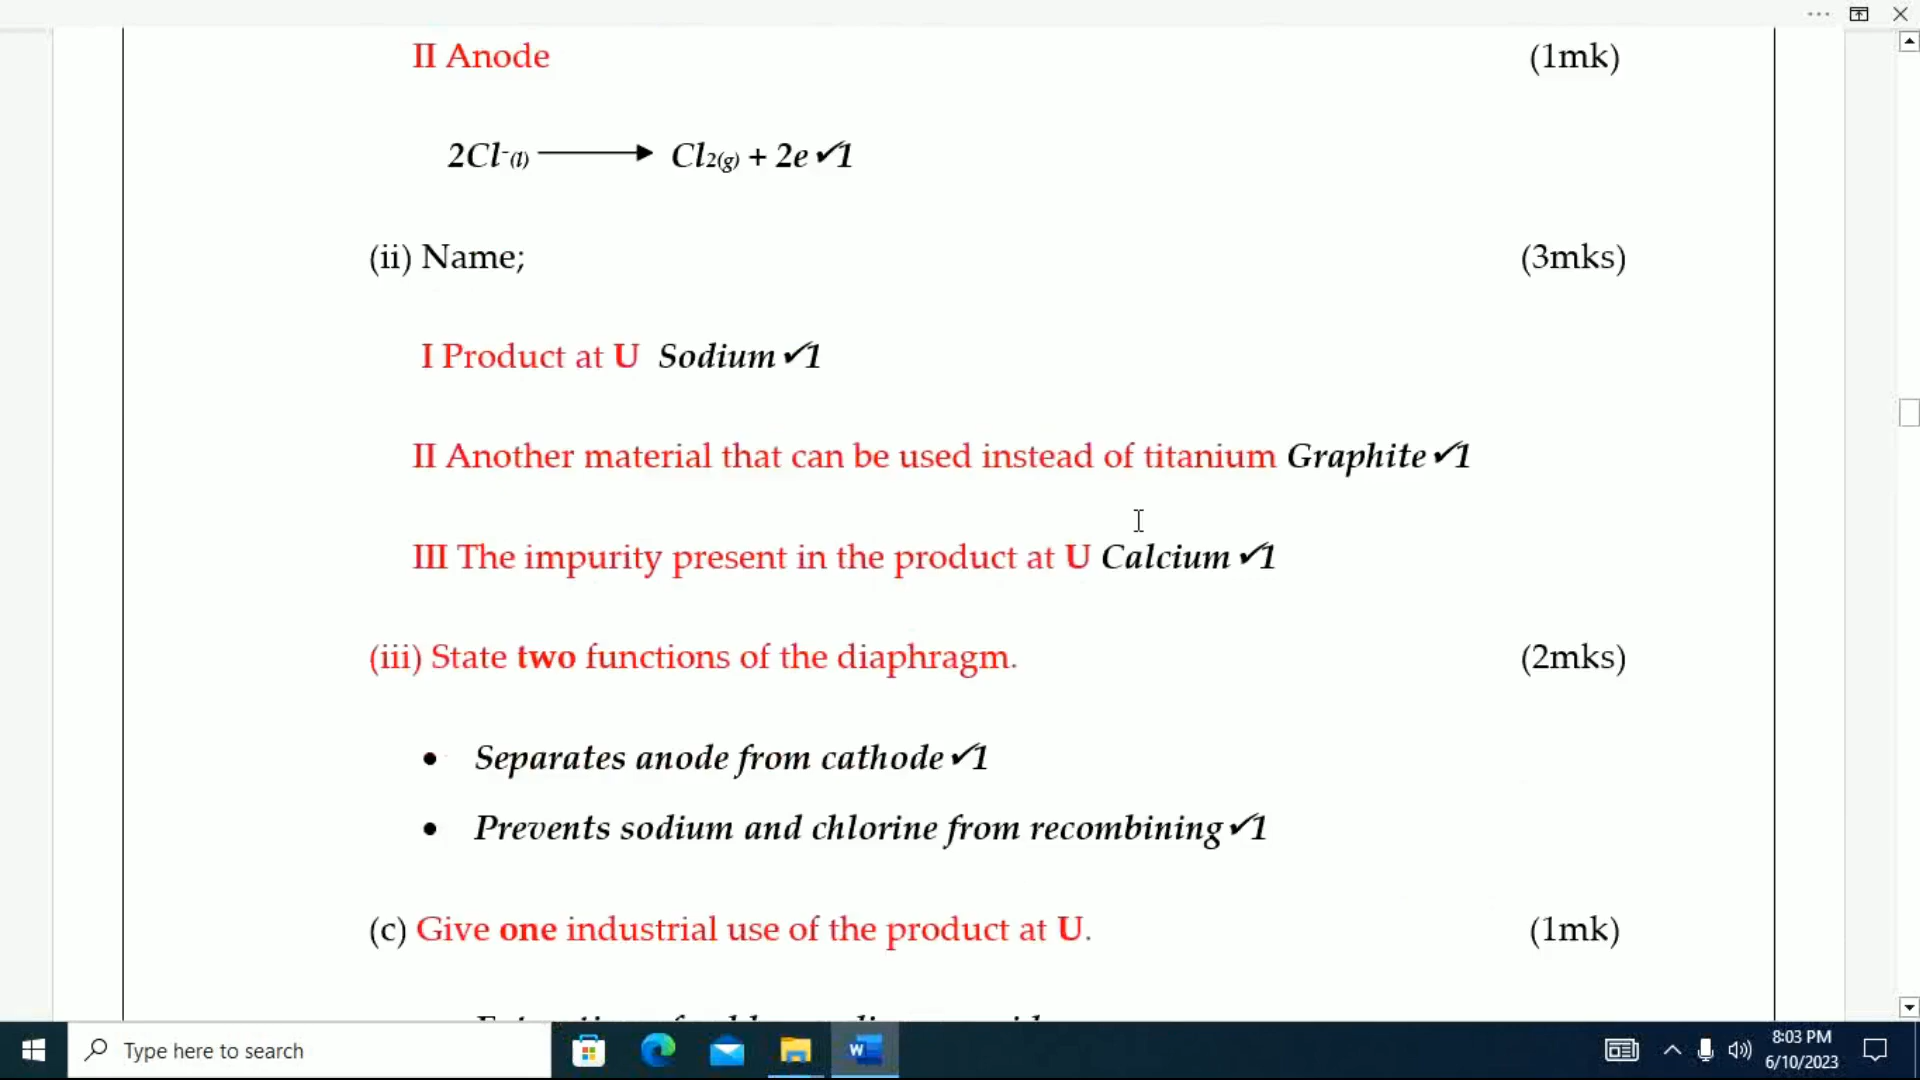 II Anode (1mk)
2Cl-(l) ⟶ Cl2(g) + 2e✓1
(ii) Name; (3mks)
I Product at U Sodium✓1
II Another material that can be used instead of titanium Graphite✓1
III The impurity present in the product at U Calcium✓1
(iii) State two functions of the diaphragm. (2mks)
• Separates anode from cathode✓1
• Prevents sodium and chlorine from recombining✓1
(c) Give one industrial use of the product at U. (1mk)
Type here to search
8:03 PM
6/10/2023